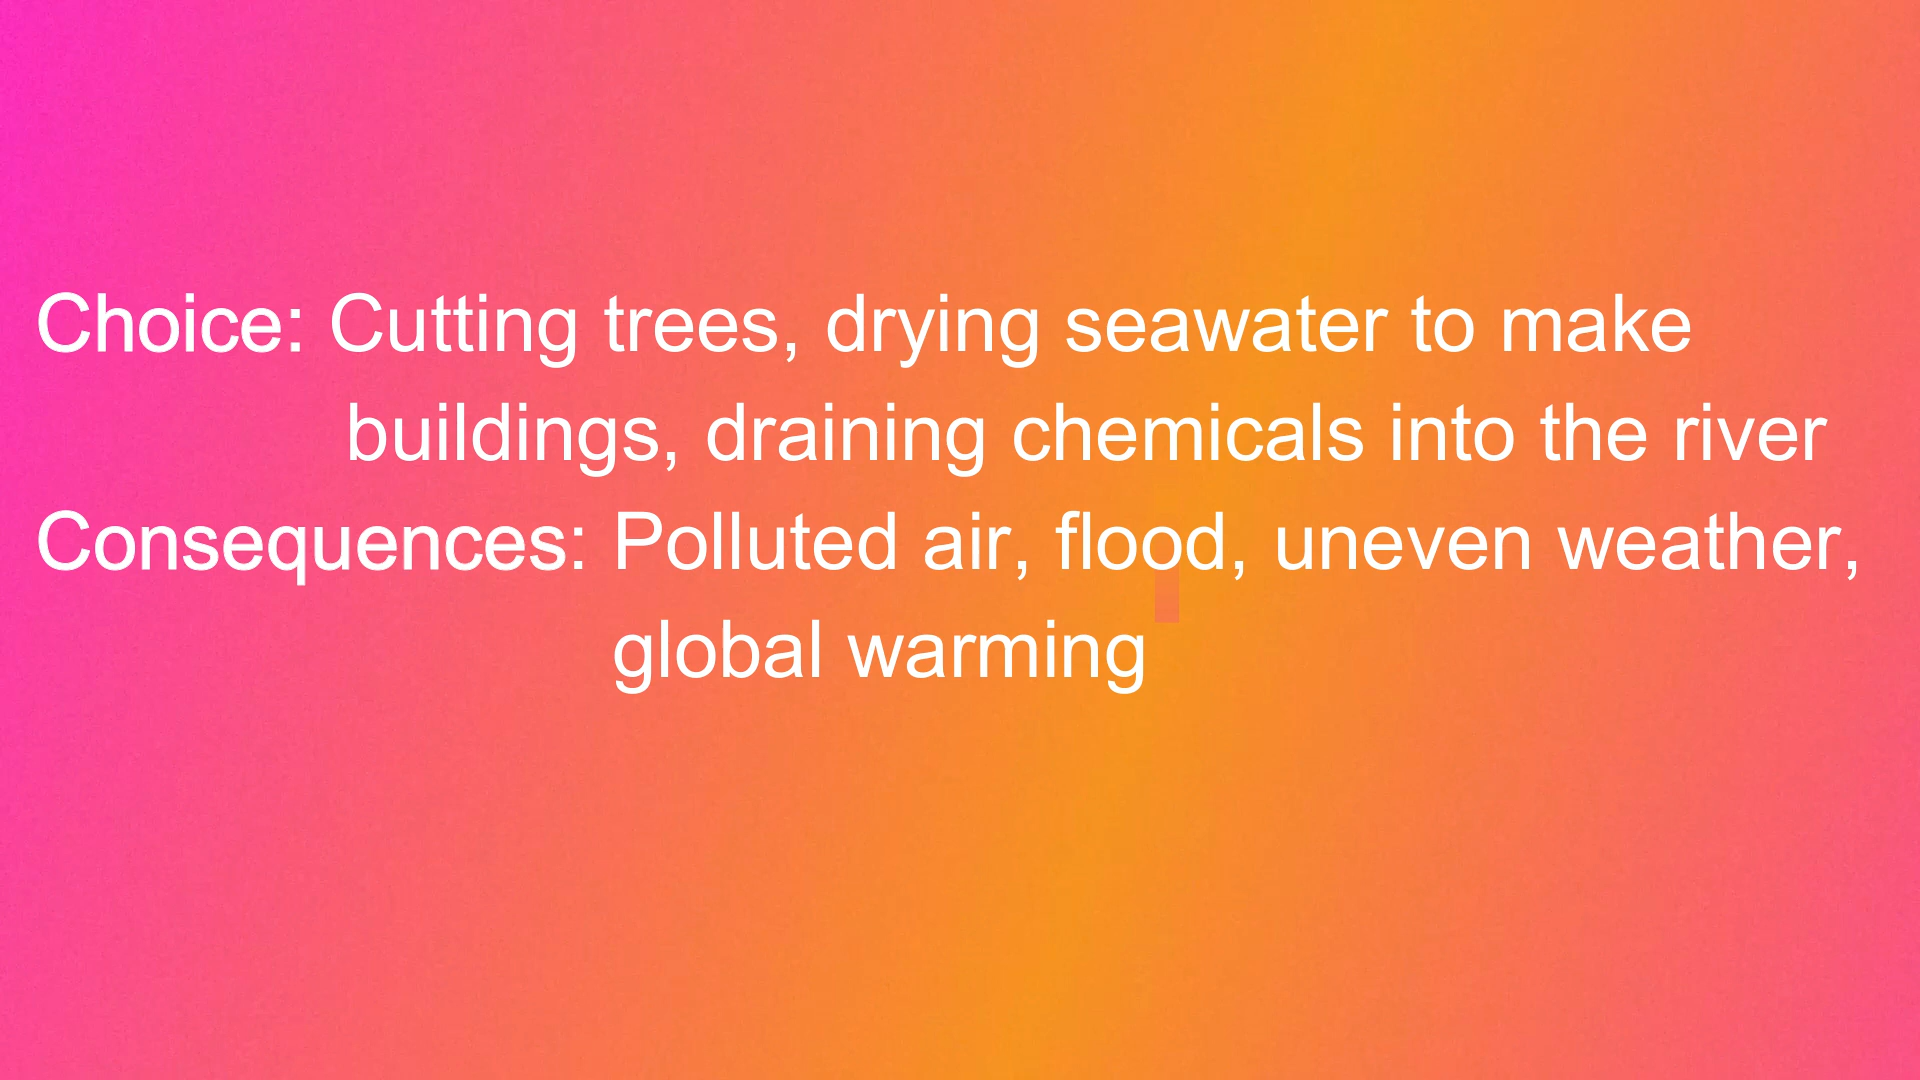 Choice: Cutting trees, drying seawater to make
buildings, draining chemicals into the river
Consequences: Polluted air, flood, uneven weather,
global warming